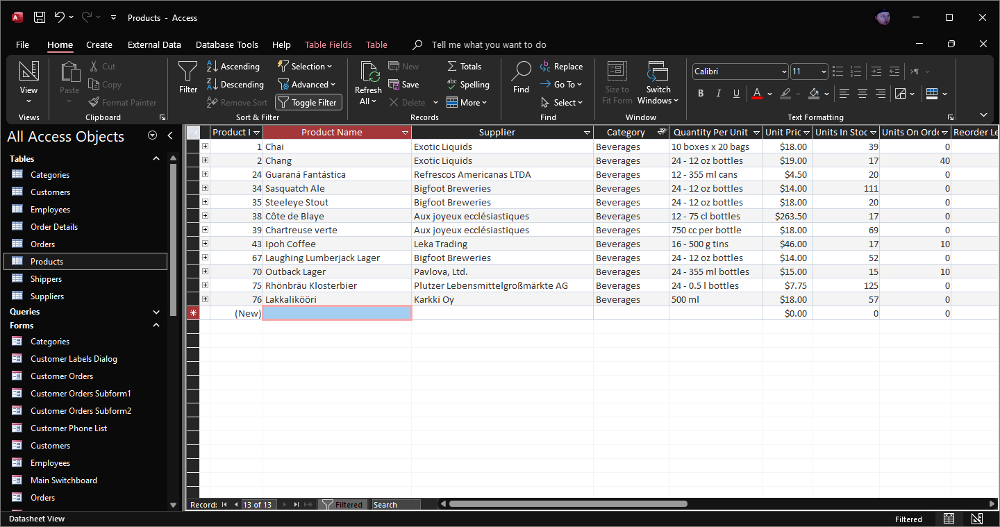 Products - Access
File Home Create External Data Database Tools Help Table Fields Table Tell me what you want to do
View
Views
Paste
Cut
Copy
Format Painter
Clipboard
Filter
Ascending
Descending
Remove Sort
Selection
Advanced
Toggle Filter
Sort & Filter
Refresh
All
New
Save
Delete
Totals
Spelling
More
Records
Find
Replace
Go To
Select
Find
Size to
Fit Form
Switch
Windows
Window
Calibri 11
B I U A
Text Formatting
All Access Objects
Tables
Categories
Customers
Employees
Order Details
Orders
Products
Shippers
Suppliers
Queries
Forms
Categories
Customer Labels Dialog
Customer Orders
Customer Orders Subform1
Customer Orders Subform2
Customer Phone List
Customers
Employees
Main Switchboard
Orders
Product I Product Name Supplier Category Quantity Per Unit Unit Pric Units In Stoc Units On Orde Reorder Le
1 Chai Exotic Liquids Beverages 10 boxes x 20 bags $18.00 39 0
2 Chang Exotic Liquids Beverages 24 - 12 oz bottles $19.00 17 40
24 Guaraná Fantástica Refrescos Americanas LTDA Beverages 12 - 355 ml cans $4.50 20 0
34 Sasquatch Ale Bigfoot Breweries Beverages 24 - 12 oz bottles $14.00 111 0
35 Steeleye Stout Bigfoot Breweries Beverages 24 - 12 oz bottles $18.00 20 0
38 Côte de Blaye Aux joyeux ecclésiastiques Beverages 12 - 75 cl bottles $263.50 17 0
39 Chartreuse verte Aux joyeux ecclésiastiques Beverages 750 cc per bottle $18.00 69 0
43 Ipoh Coffee Leka Trading Beverages 16 - 500 g tins $46.00 17 10
67 Laughing Lumberjack Lager Bigfoot Breweries Beverages 24 - 12 oz bottles $14.00 52 0
70 Outback Lager Pavlova, Ltd. Beverages 24 - 355 ml bottles $15.00 15 10
75 Rhönbräu Klosterbier Plutzer Lebensmittelgroßmärkte AG Beverages 24 - 0.5 l bottles $7.75 125 0
76 Lakkalikööri Karkki Oy Beverages 500 ml $18.00 57 0
(New) $0.00 0 0
Record: 13 of 13 Filtered Search
Datasheet View Filtered